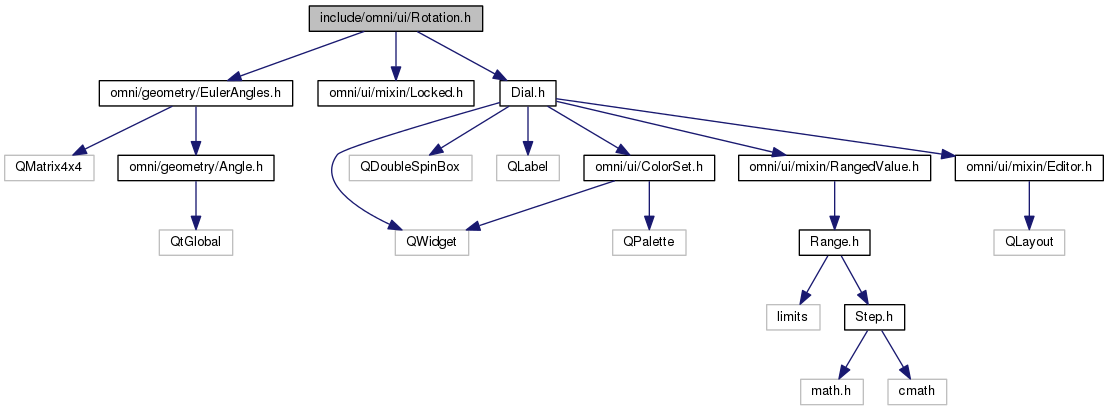 include/omni/ui/Rotation.h
omni/geometry/EulerAngles.h
omni/ui/mixin/Locked.h
Dial.h
QMatrix4x4
omni/geometry/Angle.h
QDoubleSpinBox
QLabel
omni/ui/ColorSet.h
omni/ui/mixin/RangedValue.h
omni/ui/mixin/Editor.h
QtGlobal
QWidget
QPalette
Range.h
QLayout
limits
Step.h
math.h
cmath